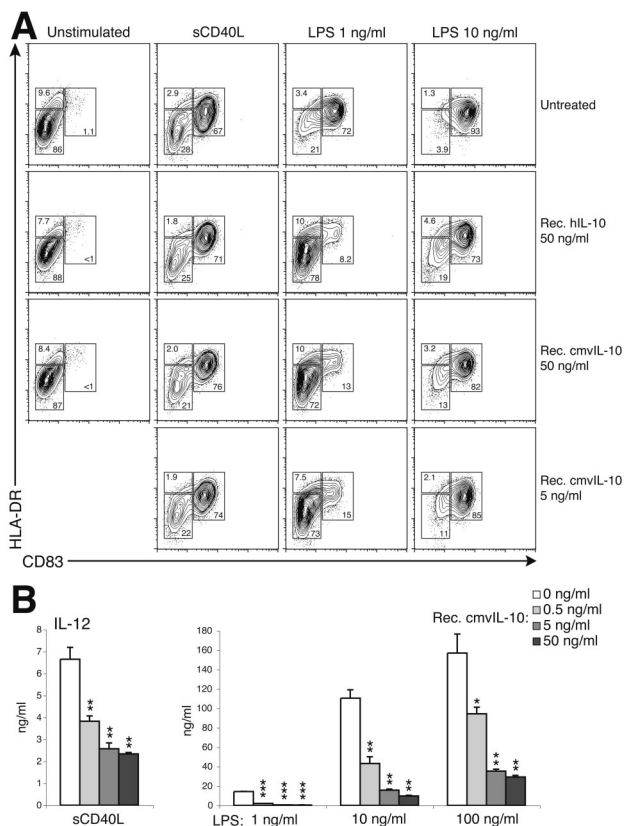 A
Unstimulated
sCD40L
LPS 1 ng/ml
LPS 10 ng/ml
9.6
1.1
86
2.9
67
28
3.4
72
21
1.3
93
3.9
Untreated
7.7
<1
88
1.8
71
25
10
8.2
78
4.6
73
19
Rec. hIL-10
50 ng/ml
8.4
<1
87
2.0
76
21
10
13
72
3.2
82
13
Rec. cmvIL-10
50 ng/ml
1.9
74
22
7.5
15
73
2.1
85
11
Rec. cmvIL-10
5 ng/ml
HLA-DR
CD83
B
IL-12
Rec. cmvIL-10:
0 ng/ml
0.5 ng/ml
5 ng/ml
50 ng/ml
ng/ml
8
7
6
5
4
3
2
1
0
**
**
**
sCD40L
ng/ml
180
160
140
120
100
80
60
40
20
0
***
***
***
**
**
**
*
**
**
LPS: 1 ng/ml
10 ng/ml
100 ng/ml